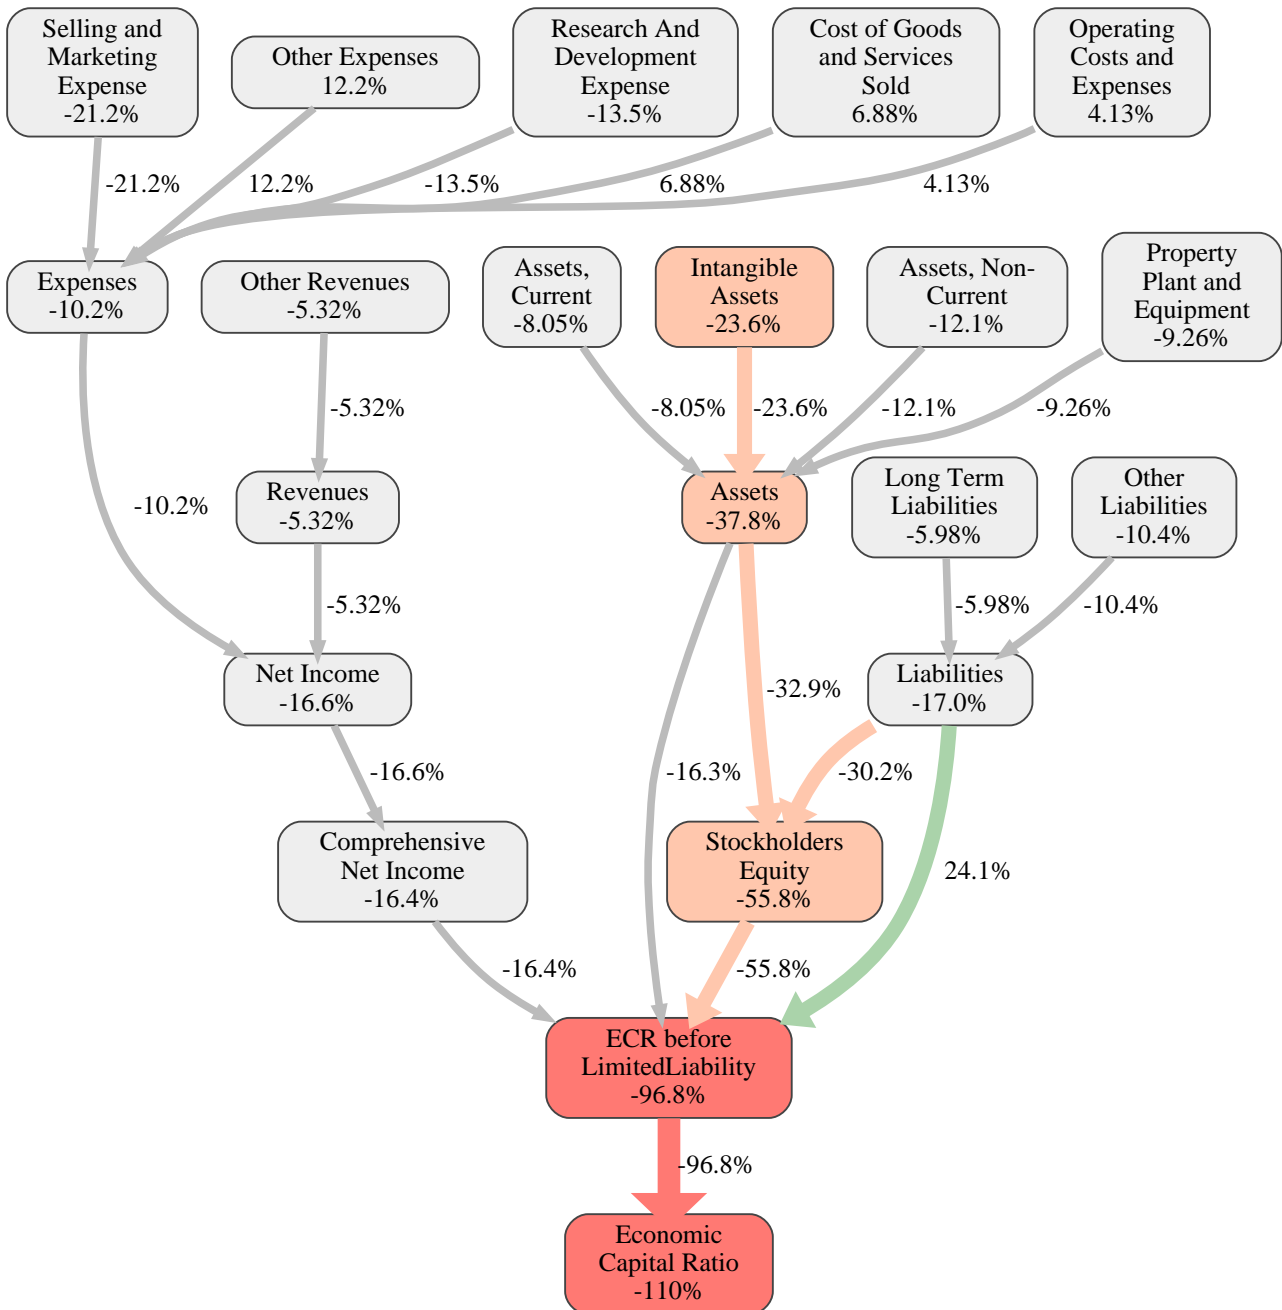 Selling and
Marketing
Expense
-21.2%
Other Expenses
12.2%
Research And
Development
Expense
-13.5%
Cost of Goods
and Services
Sold
6.88%
Operating
Costs and
Expenses
4.13%
-21.2%
12.2%
-13.5%
6.88%
4.13%
Expenses
-10.2%
Other Revenues
-5.32%
Assets,
Current
-8.05%
Intangible
Assets
-23.6%
Assets, Non-
Current
-12.1%
Property
Plant and
Equipment
-9.26%
-5.32%
-8.05%
-23.6%
-12.1%
-9.26%
-10.2%
Revenues
-5.32%
Assets
-37.8%
Long Term
Liabilities
-5.98%
Other
Liabilities
-10.4%
-5.32%
-5.98%
-10.4%
Net Income
-16.6%
-32.9%
Liabilities
-17.0%
-16.6%
-16.3%
-30.2%
Comprehensive
Net Income
-16.4%
Stockholders
Equity
-55.8%
24.1%
-16.4%
-55.8%
ECR before
LimitedLiability
-96.8%
-96.8%
Economic
Capital Ratio
-110%